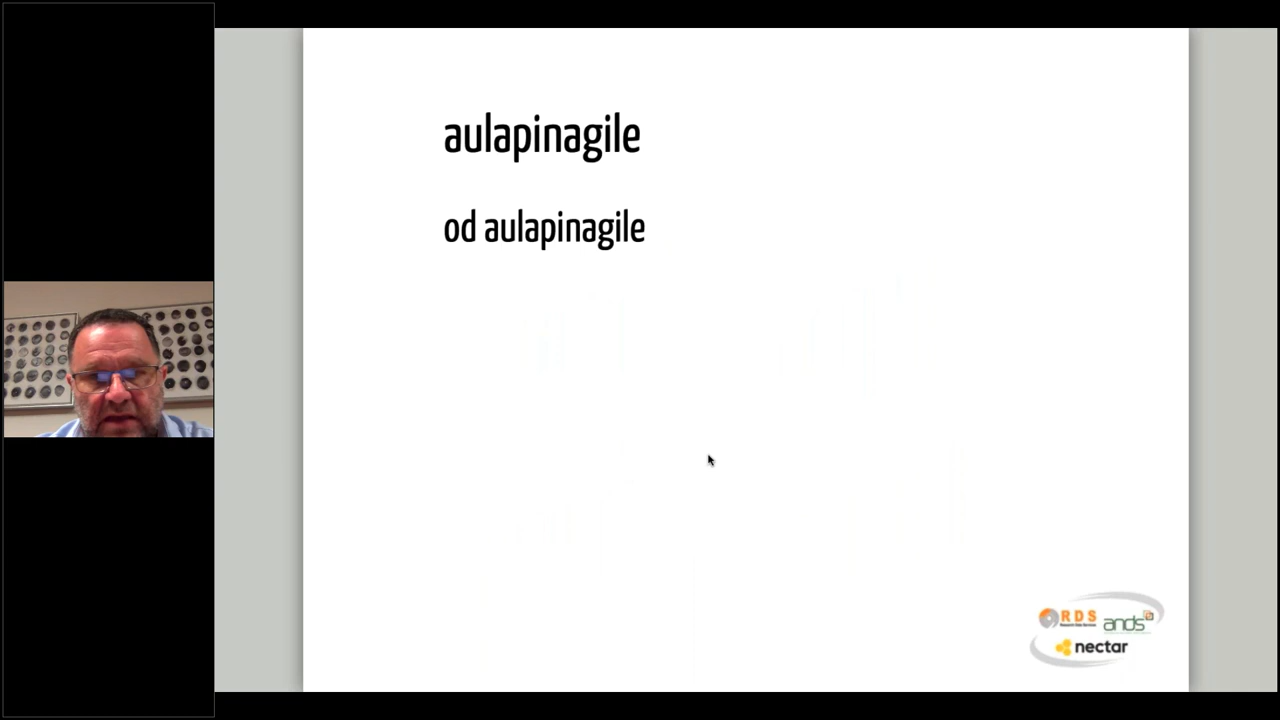 aulapinagile
od aulapinagile
RDS
ands
nectar